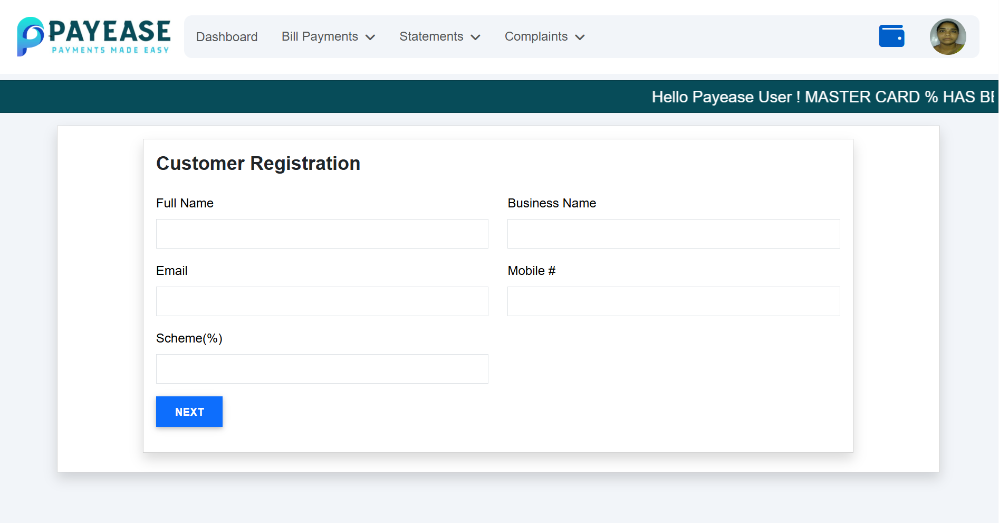 PAYEASE
PAYMENTS MADE EASY
Dashboard
Bill Payments
Statements
Complaints
Hello Payease User ! MASTER CARD % HAS
Customer Registration
Full Name
Business Name
Email
Mobile #
Scheme(%)
NEXT